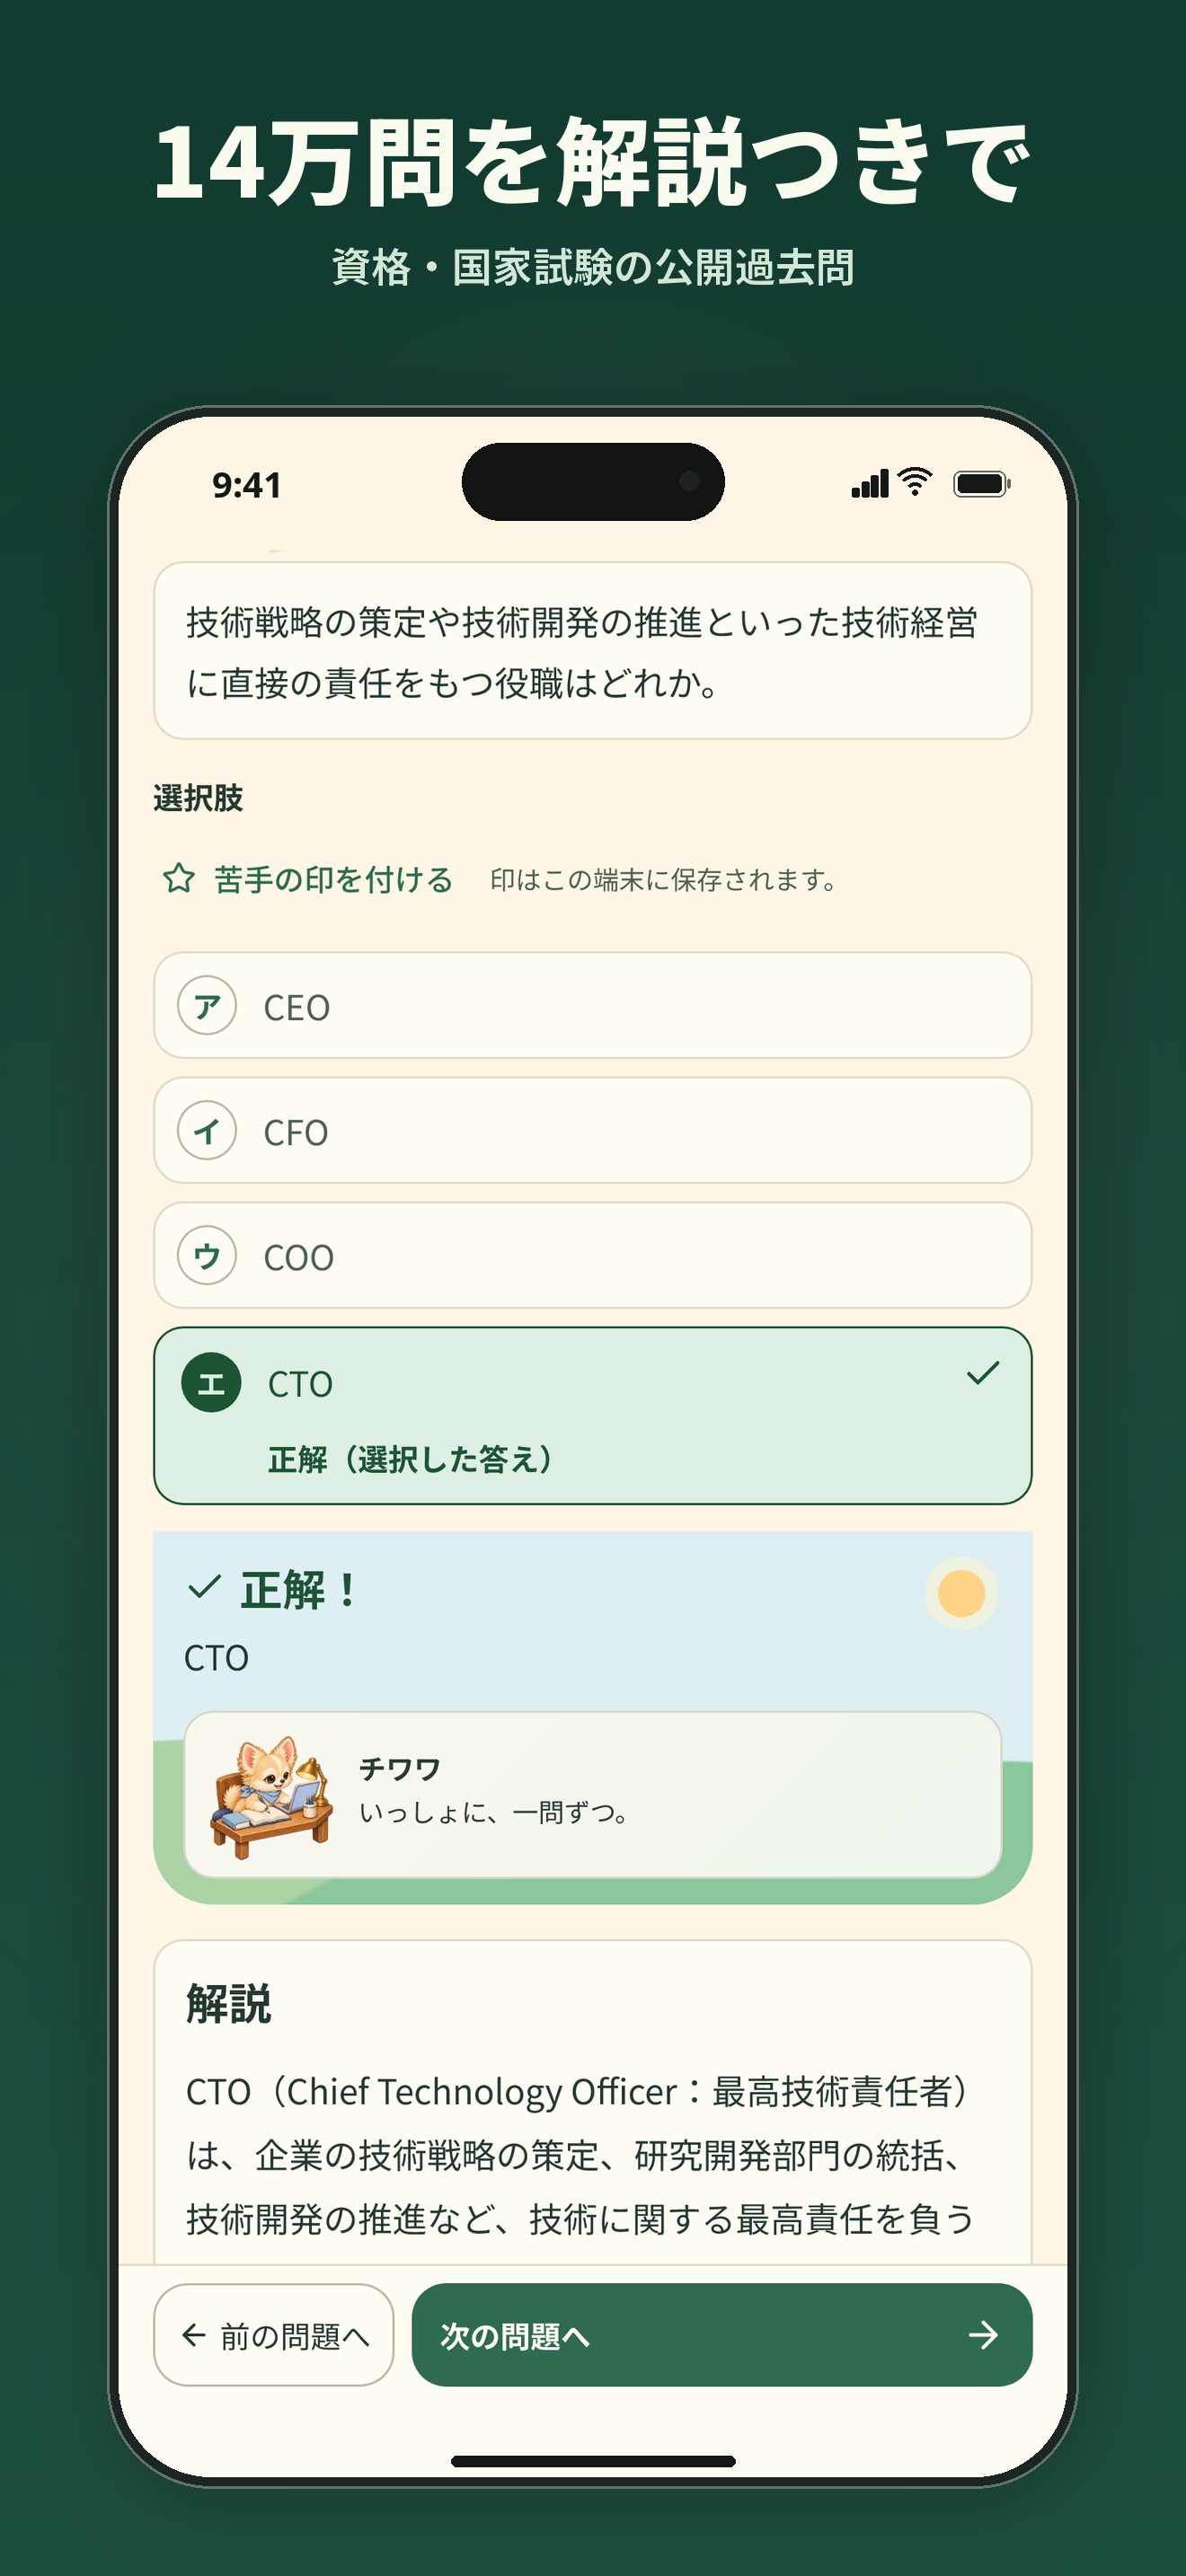 14万問を解説つきで
資格・国家試験の公開過去問
9:41
技術戦略の策定や技術開発の推進といった技術経営
に直接の責任をもつ役職はどれか。
選択肢
苦手の印を付ける 印はこの端末に保存されます。
ア CEO
イ CFO
ウ COO
エ CTO
正解（選択した答え）
正解！
CTO
チワワ
いっしょに、一問ずつ。
解説
CTO（Chief Technology Officer：最高技術責任者）
は、企業の技術戦略の策定、研究開発部門の統括、
技術開発の推進など、技術に関する最高責任を負う
← 前の問題へ 次の問題へ →